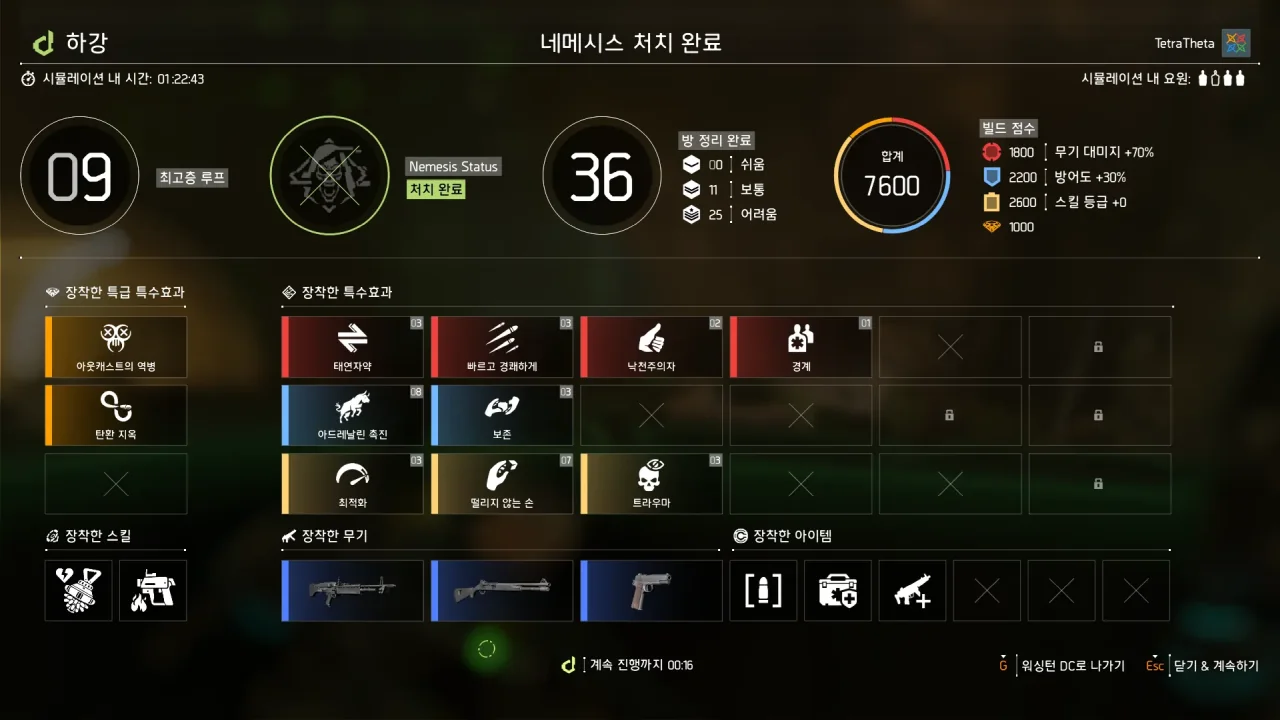 하강
네메시스 처치 완료
TetraTheta
시뮬레이션 내 시간: 01:22:43
시뮬레이션 내 요원:
09
최고층 루프
Nemesis Status
처치 완료
36
방 정리 완료
00 쉬움
11 보통
25 어려움
합계
7600
빌드 점수
1800 무기 대미지 +70%
2200 방어도 +30%
2600 스킬 등급 +0
1000
장착한 특급 특수효과
아웃캐스트의 역병
탄환 지옥
장착한 특수효과
03 03 02 01
태연자약 빠르고 경쾌하게 낙천주의자 경계
08 03
아드레날린 촉진 보존
03 07 03
최적화 떨리지 않는 손 트라우마
장착한 스킬
장착한 무기
장착한 아이템
계속 진행까지 00:16
G 워싱턴 DC로 나가기
Esc 닫기 & 계속하기